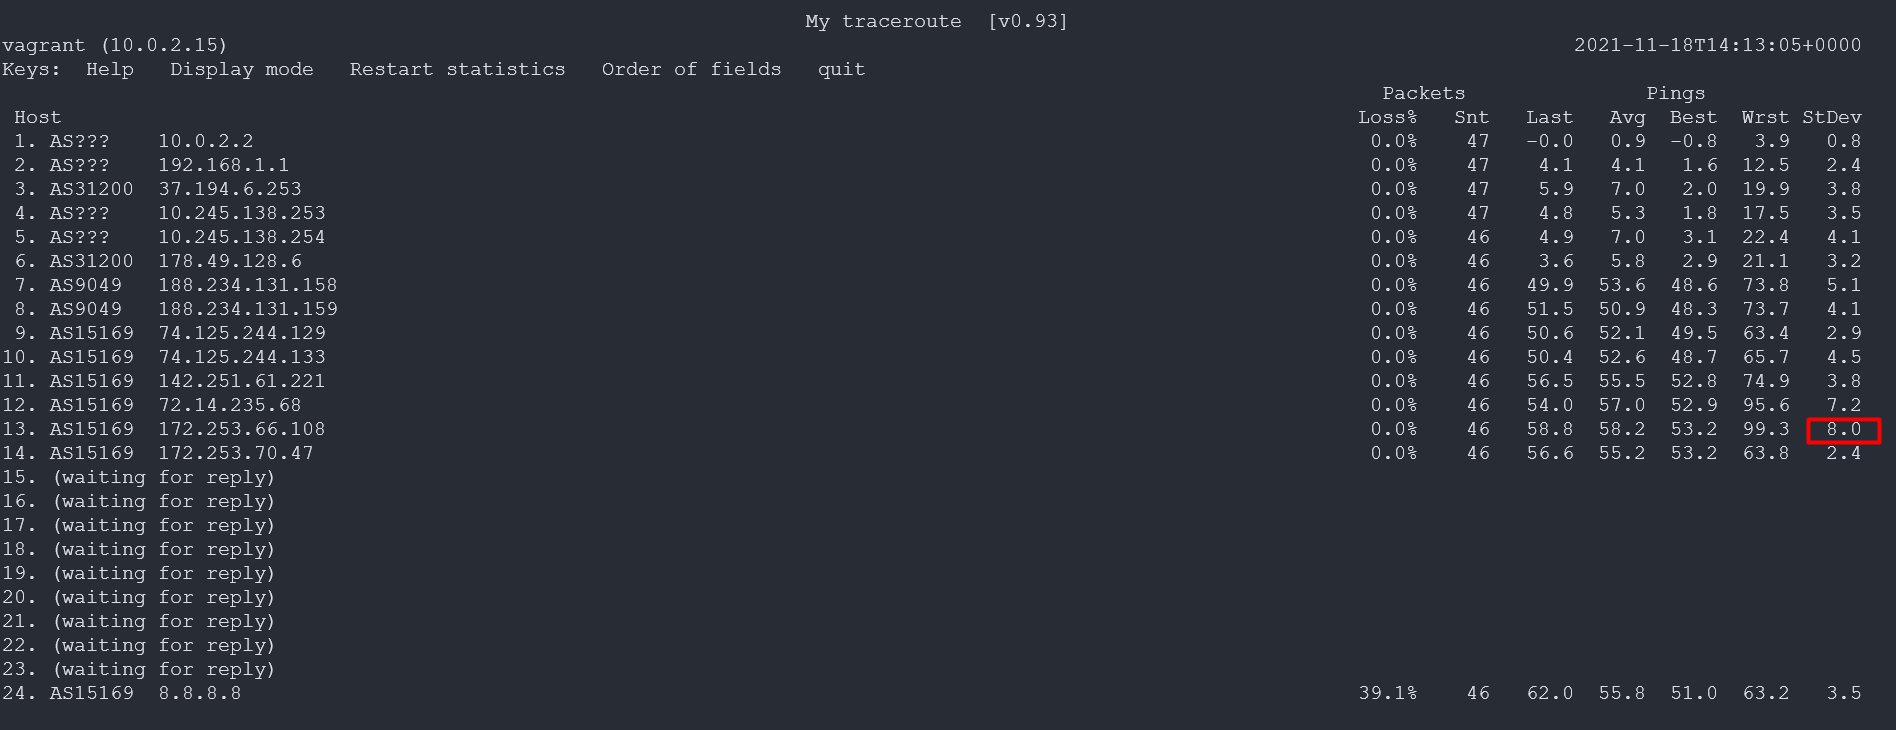 My traceroute  [v0.93]
vagrant (10.0.2.15) 2021-11-18T14:13:05+0000
Keys:  Help   Display mode   Restart statistics   Order of fields   quit
Packets Pings
Host Loss% Snt Last Avg Best Wrst StDev
1. AS??? 10.0.2.2 0.0% 47 -0.0 0.9 -0.8 3.9 0.8
2. AS??? 192.168.1.1 0.0% 47 4.1 4.1 1.6 12.5 2.4
3. AS31200 37.194.6.253 0.0% 47 5.9 7.0 2.0 19.9 3.8
4. AS??? 10.245.138.253 0.0% 47 4.8 5.3 1.8 17.5 3.5
5. AS??? 10.245.138.254 0.0% 46 4.9 7.0 3.1 22.4 4.1
6. AS31200 178.49.128.6 0.0% 46 3.6 5.8 2.9 21.1 3.2
7. AS9049 188.234.131.158 0.0% 46 49.9 53.6 48.6 73.8 5.1
8. AS9049 188.234.131.159 0.0% 46 51.5 50.9 48.3 73.7 4.1
9. AS15169 74.125.244.129 0.0% 46 50.6 52.1 49.5 63.4 2.9
10. AS15169 74.125.244.133 0.0% 46 50.4 52.6 48.7 65.7 4.5
11. AS15169 142.251.61.221 0.0% 46 56.5 55.5 52.8 74.9 3.8
12. AS15169 72.14.235.68 0.0% 46 54.0 57.0 52.9 95.6 7.2
13. AS15169 172.253.66.108 0.0% 46 58.8 58.2 53.2 99.3 8.0
14. AS15169 172.253.70.47 0.0% 46 56.6 55.2 53.2 63.8 2.4
15. (waiting for reply)
16. (waiting for reply)
17. (waiting for reply)
18. (waiting for reply)
19. (waiting for reply)
20. (waiting for reply)
21. (waiting for reply)
22. (waiting for reply)
23. (waiting for reply)
24. AS15169 8.8.8.8 39.1% 46 62.0 55.8 51.0 63.2 3.5